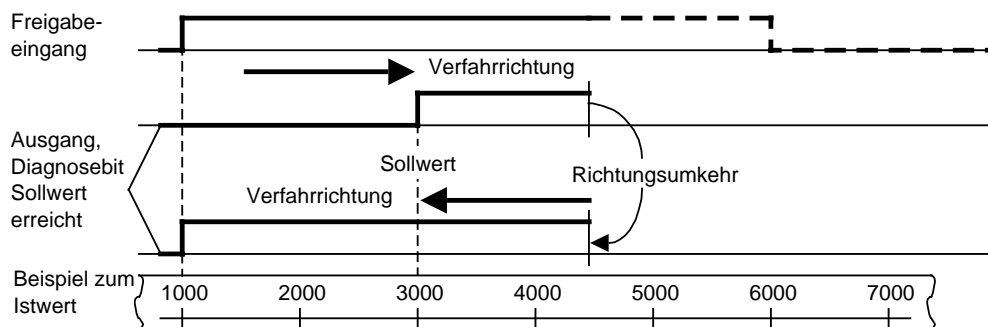 Freigabe-
eingang
Verfahrrichtung
Ausgang,
Diagnosebit
Sollwert
erreicht
Sollwert
Richtungsumkehr
Verfahrrichtung
Beispiel zum
Istwert
1000 2000 3000 4000 5000 6000 7000